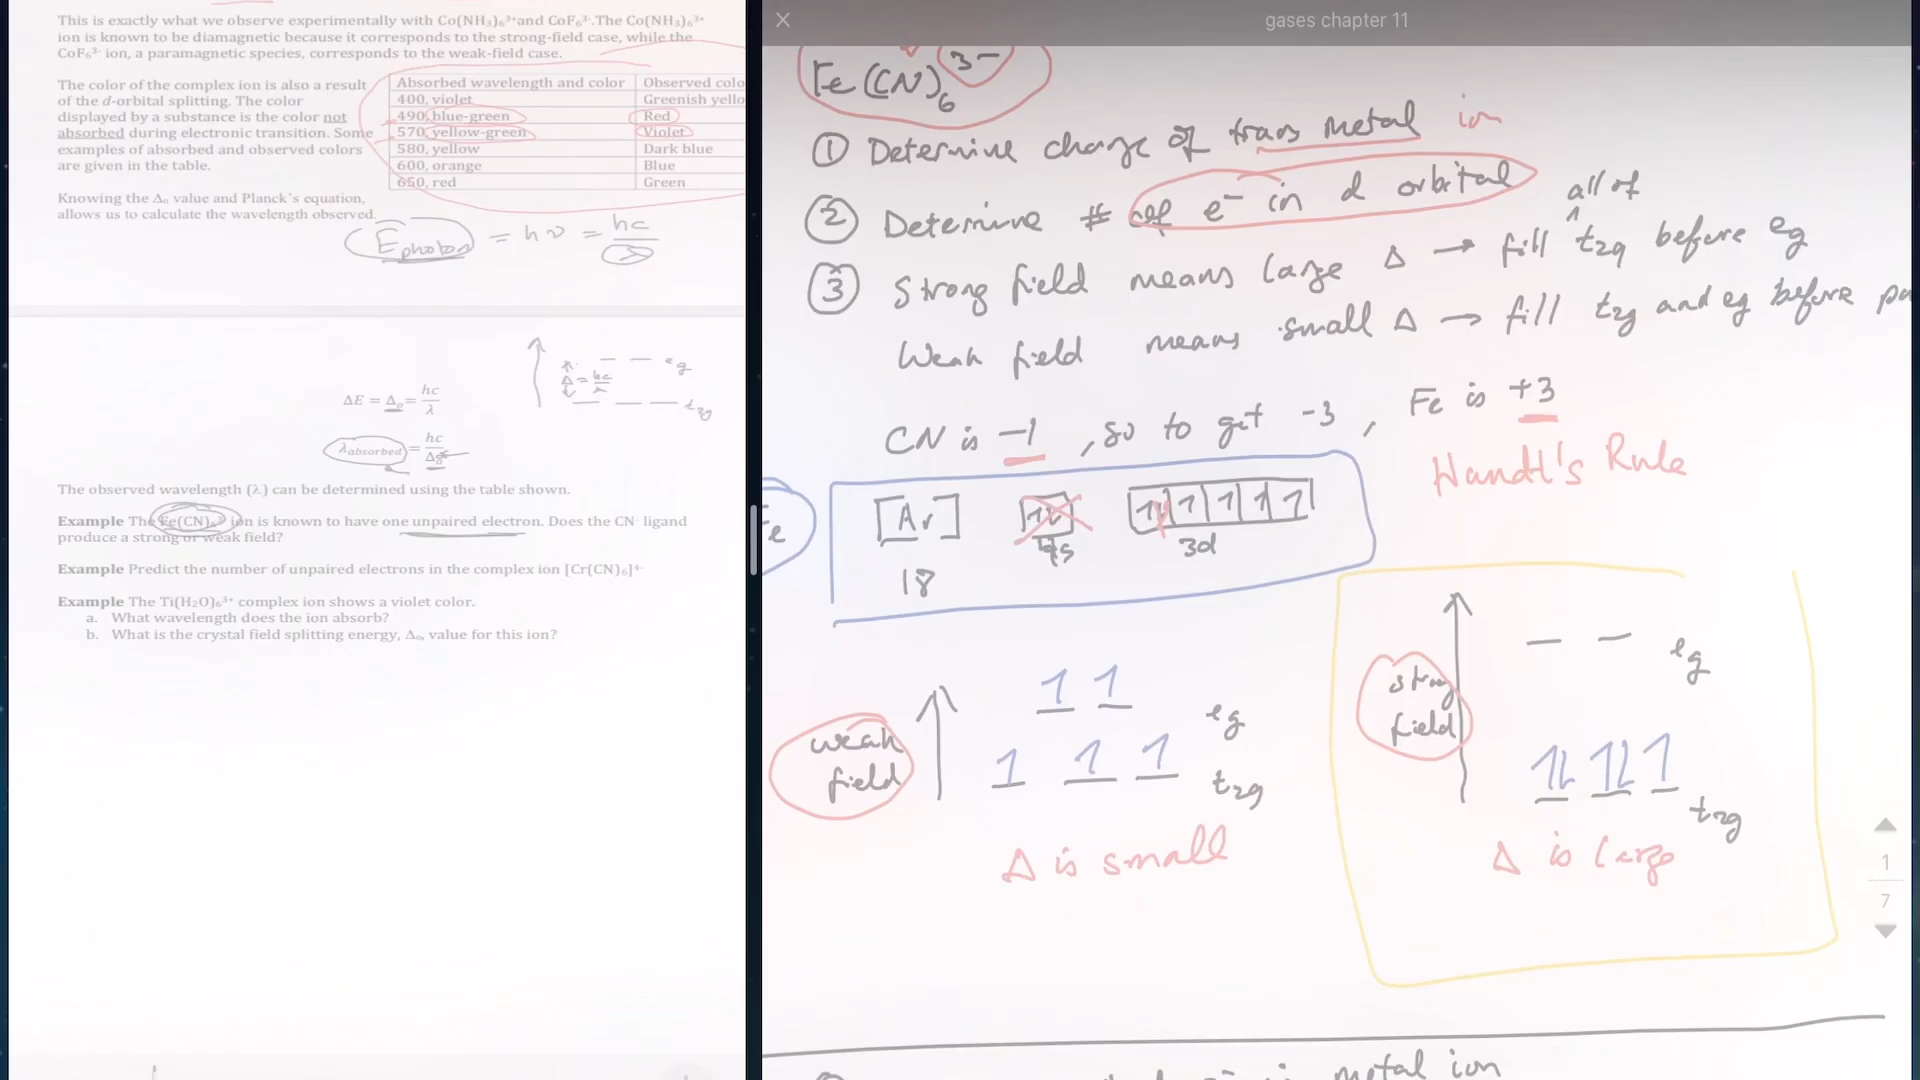 This is exactly what we observe experimentally with Co(NH₃)₆³⁺and CoF₆³⁻.The Co(NH₃)₆³⁺
ion is known to be diamagnetic because it corresponds to the strong-field case, while the
CoF₆³⁻ ion, a paramagnetic species, corresponds to the weak-field case.
The color of the complex ion is also a result
of the d-orbital splitting. The color
displayed by a substance is the color not
absorbed during electronic transition. Some
examples of absorbed and observed colors
are given in the table.
Absorbed wavelength and color Observed colo
400, violet Greenish yello
490, blue-green Red
570, yellow-green Violet
580, yellow Dark blue
600, orange Blue
650, red Green
Knowing the Δₒ value and Planck's equation,
allows us to calculate the wavelength observed.
E photon = hν = hc/λ
eg
Δ = hc/λ
t2g
ΔE = Δₒ = hc/λ
λabsorbed = hc/Δₒ
The observed wavelength (λ) can be determined using the table shown.
Example The Fe(CN)₆³⁻ ion is known to have one unpaired electron. Does the CN⁻ ligand
produce a strong or weak field?
Example Predict the number of unpaired electrons in the complex ion [Cr(CN)₆]⁴⁻
Example The Ti(H₂O)₆³⁺ complex ion shows a violet color.
a. What wavelength does the ion absorb?
b. What is the crystal field splitting energy, Δₒ, value for this ion?
gases chapter 11
Fe(CN)₆³⁻
① Determine charge of trans metal ion
② Determine # of e⁻ in d orbital
③ Strong field means large Δ → fill all of t2g before eg
Weak field means small Δ → fill t2g and eg before pa
CN is -1, so to get -3, Fe is +3
Hundt's Rule
Fe [Ar] 4s 3d
18
weak field
eg
t2g
Δ is small
strong field
eg
t2g
Δ is large
1
7
metal ion